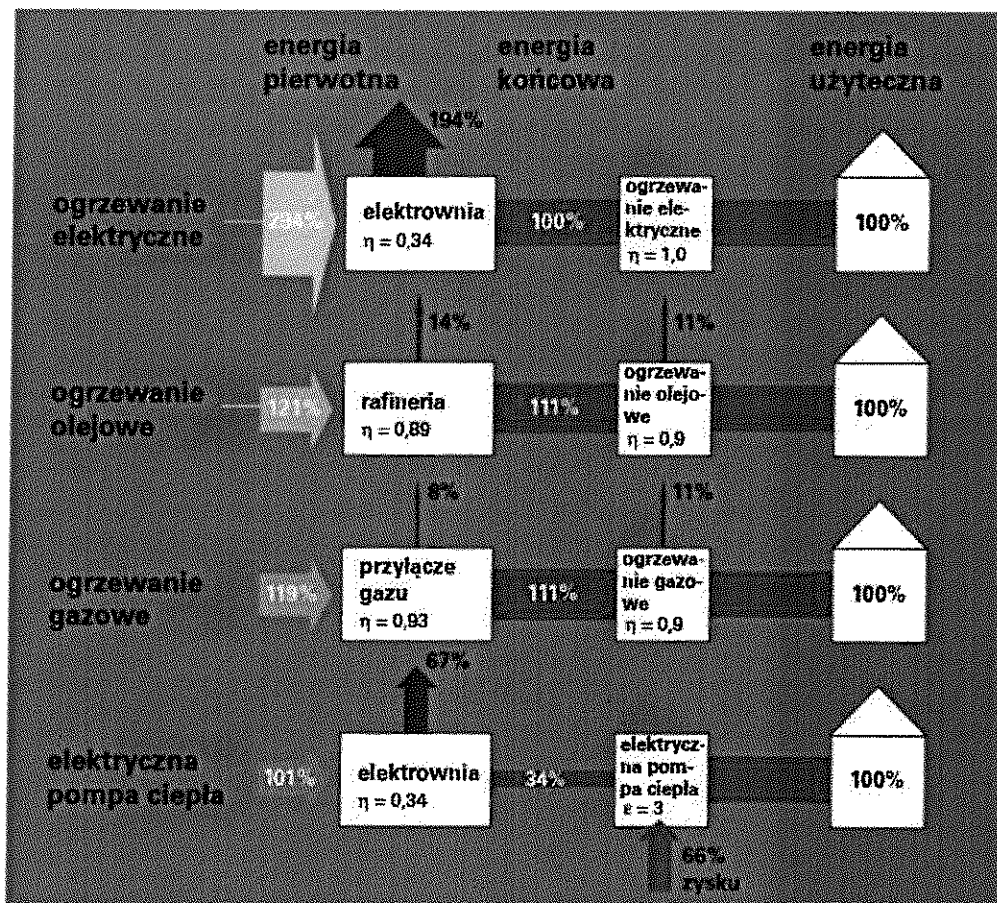 energia
pierwotna
energia
końcowa
energia
użyteczna
194%
ogrzewanie
elektryczne
294%
elektrownia
η = 0,34
100%
ogrzewa-
nie ele-
ktryczne
η = 1,0
100%
14%
11%
ogrzewanie
olejowe
121%
rafineria
η = 0,89
111%
ogrzewa-
nie olejo-
we
η = 0,9
100%
8%
11%
ogrzewanie
gazowe
przyłącze
gazu
η = 0,93
111%
ogrzewa-
nie gazo-
we
η = 0,9
100%
67%
elektryczna
pompa ciepła
101%
elektrownia
η = 0,34
34%
elektrycz-
na pom-
pa ciepła
ε = 3
100%
66%
zysku